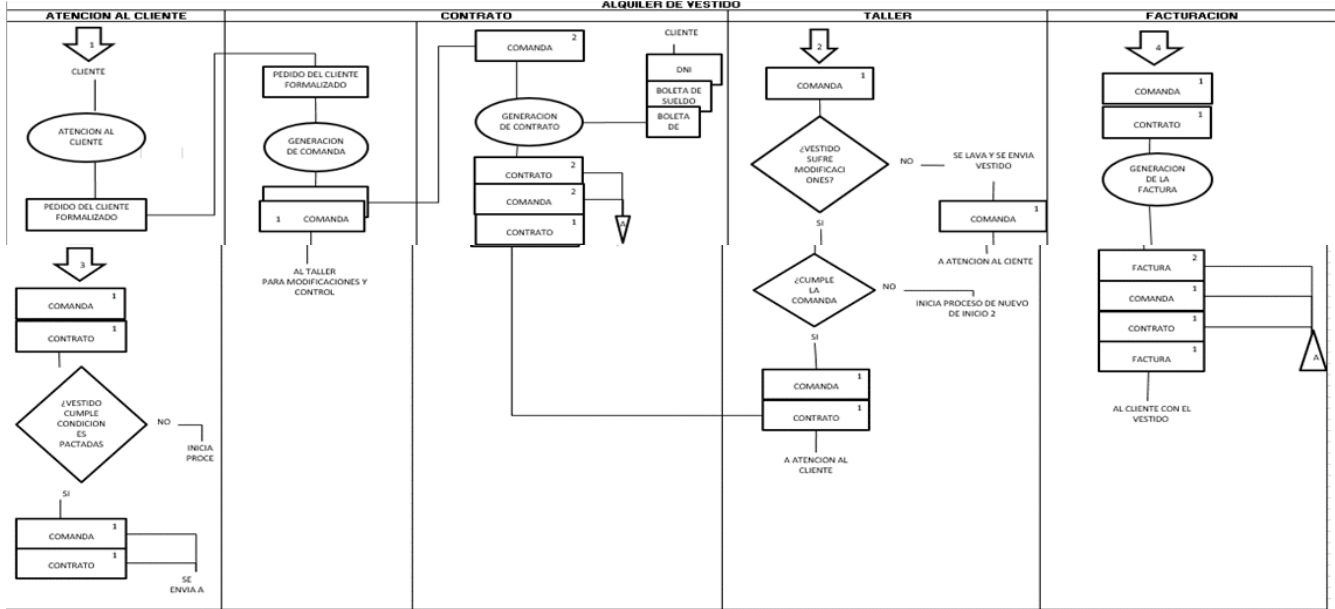 ALQUILER DE VESTIDO
ATENCION AL CLIENTE
CONTRATO
TALLER
FACTURACION
1
CLIENTE
ATENCION AL
CLIENTE
PEDIDO DEL CLIENTE
FORMALIZADO
3
1
COMANDA
1
CONTRATO
¿VESTIDO
CUMPLE
CONDICION
ES
PACTADAS
NO
INICIA
PROCE
SI
1
COMANDA
1
CONTRATO
SE
ENVIA A
PEDIDO DEL CLIENTE
FORMALIZADO
GENERACION
DE COMANDA
1 COMANDA
AL TALLER
PARA MODIFICACIONES Y
CONTROL
2
COMANDA
GENERACION
DE CONTRATO
CLIENTE
DNI
BOLETA DE
SUELDO
BOLETA
DE
2
CONTRATO
2
COMANDA
1
CONTRATO
A
2
1
COMANDA
¿VESTIDO
SUFRE
MODIFICACI
ONES?
NO
SE LAVA Y SE ENVIA
VESTIDO
1
COMANDA
A ATENCION AL CIENTE
SI
¿CUMPLE
LA
COMANDA
NO
INICIA PROCESO DE NUEVO
DE INICIO 2
SI
1
COMANDA
1
CONTRATO
A ATENCION AL
CLIENTE
4
1
COMANDA
1
CONTRATO
GENERACION
DE LA
FACTURA
2
FACTURA
1
COMANDA
1
CONTRATO
1
FACTURA
A
AL CLIENTE CON EL
VESTIDO